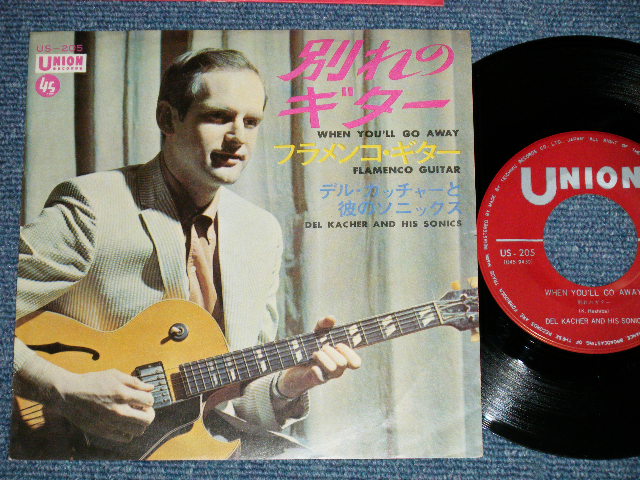 US-205
UNION
RECORDS
45
別れの
ギター
WHEN YOU'LL GO AWAY
フラメンコ・ギター
FLAMENCO GUITAR
デル・カッチャーと
彼のソニックス
DEL KACHER AND HIS SONICS
UNION
US-205
WHEN YOU'LL GO AWAY
別れのギター
DEL KACHER AND HIS SONICS